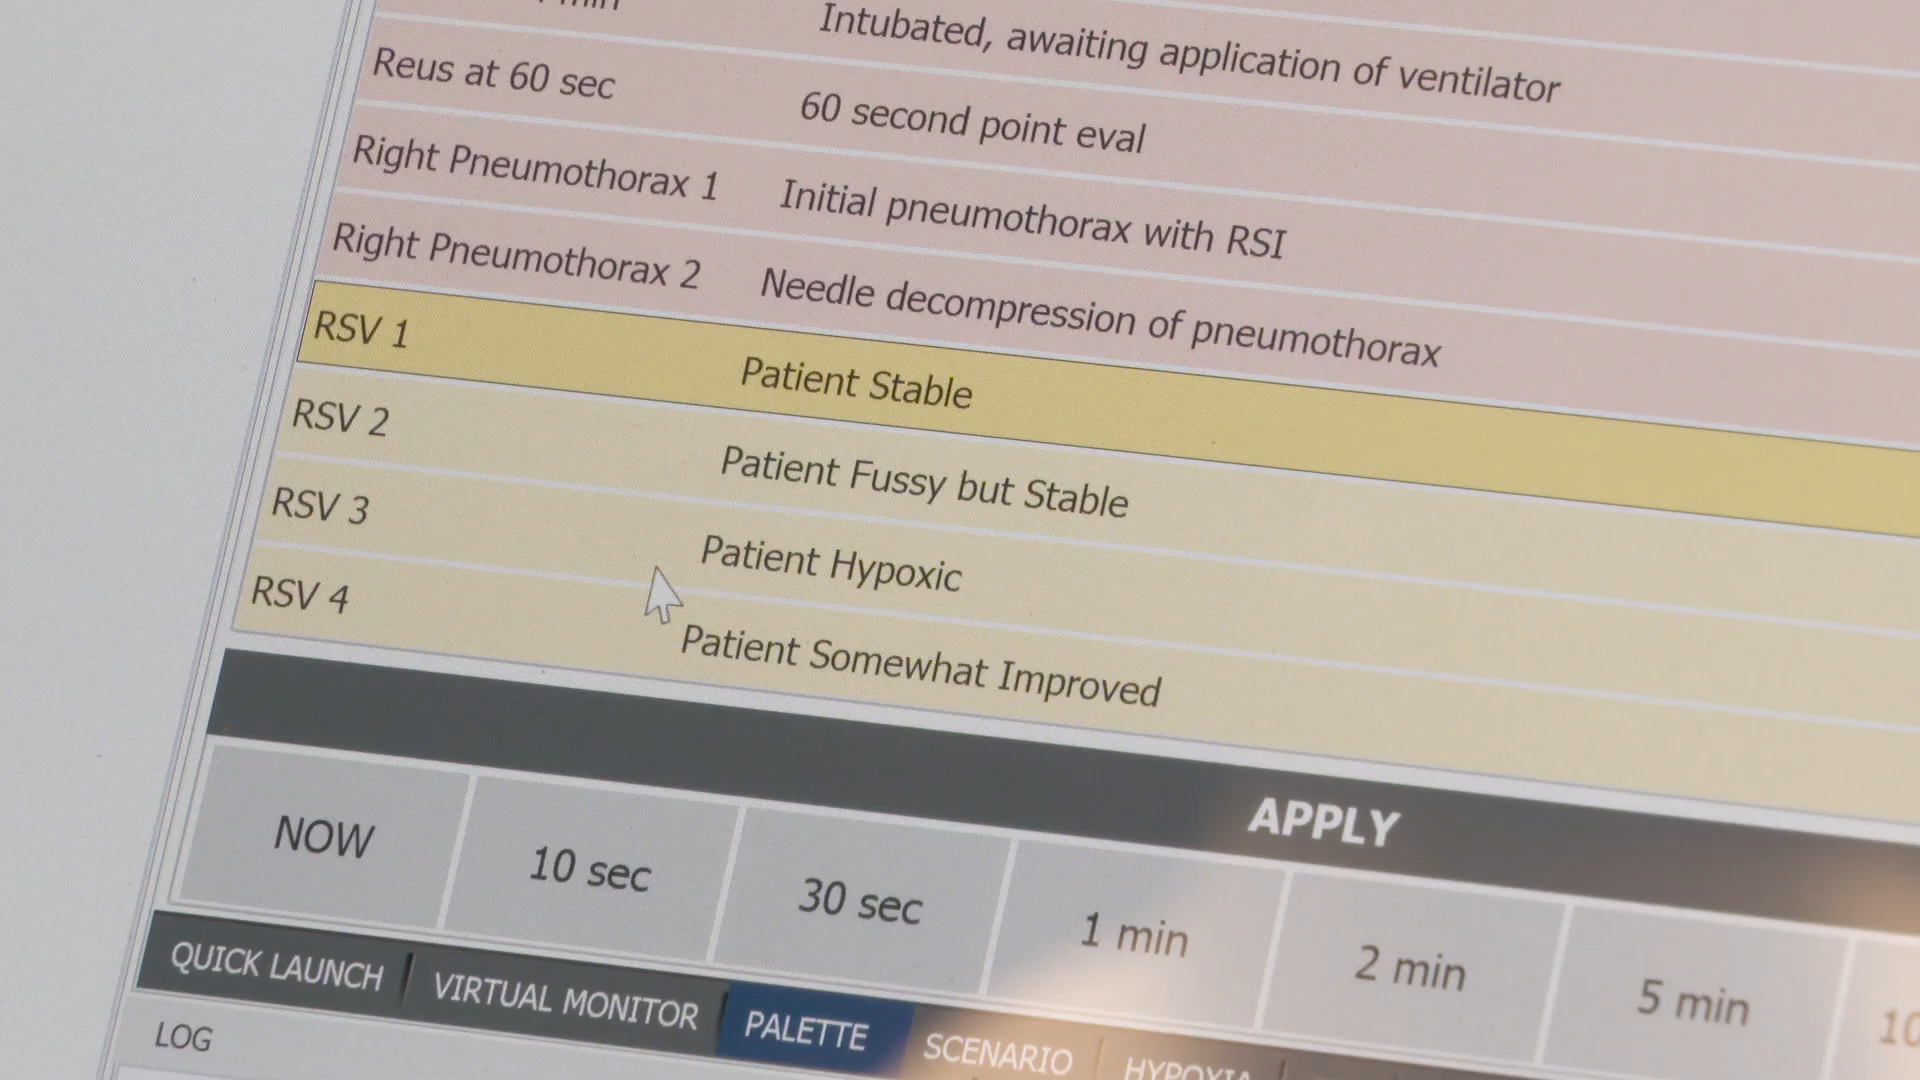 Intubated, awaiting application of ventilator
Reus at 60 sec 60 second point eval
Right Pneumothorax 1 Initial pneumothorax with RSI
Right Pneumothorax 2 Needle decompression of pneumothorax
RSV 1 Patient Stable
RSV 2 Patient Fussy but Stable
RSV 3 Patient Hypoxic
RSV 4 Patient Somewhat Improved
APPLY
NOW 10 sec 30 sec 1 min 2 min 5 min 10
QUICK LAUNCH VIRTUAL MONITOR PALETTE SCENARIO HYPOXIA
LOG